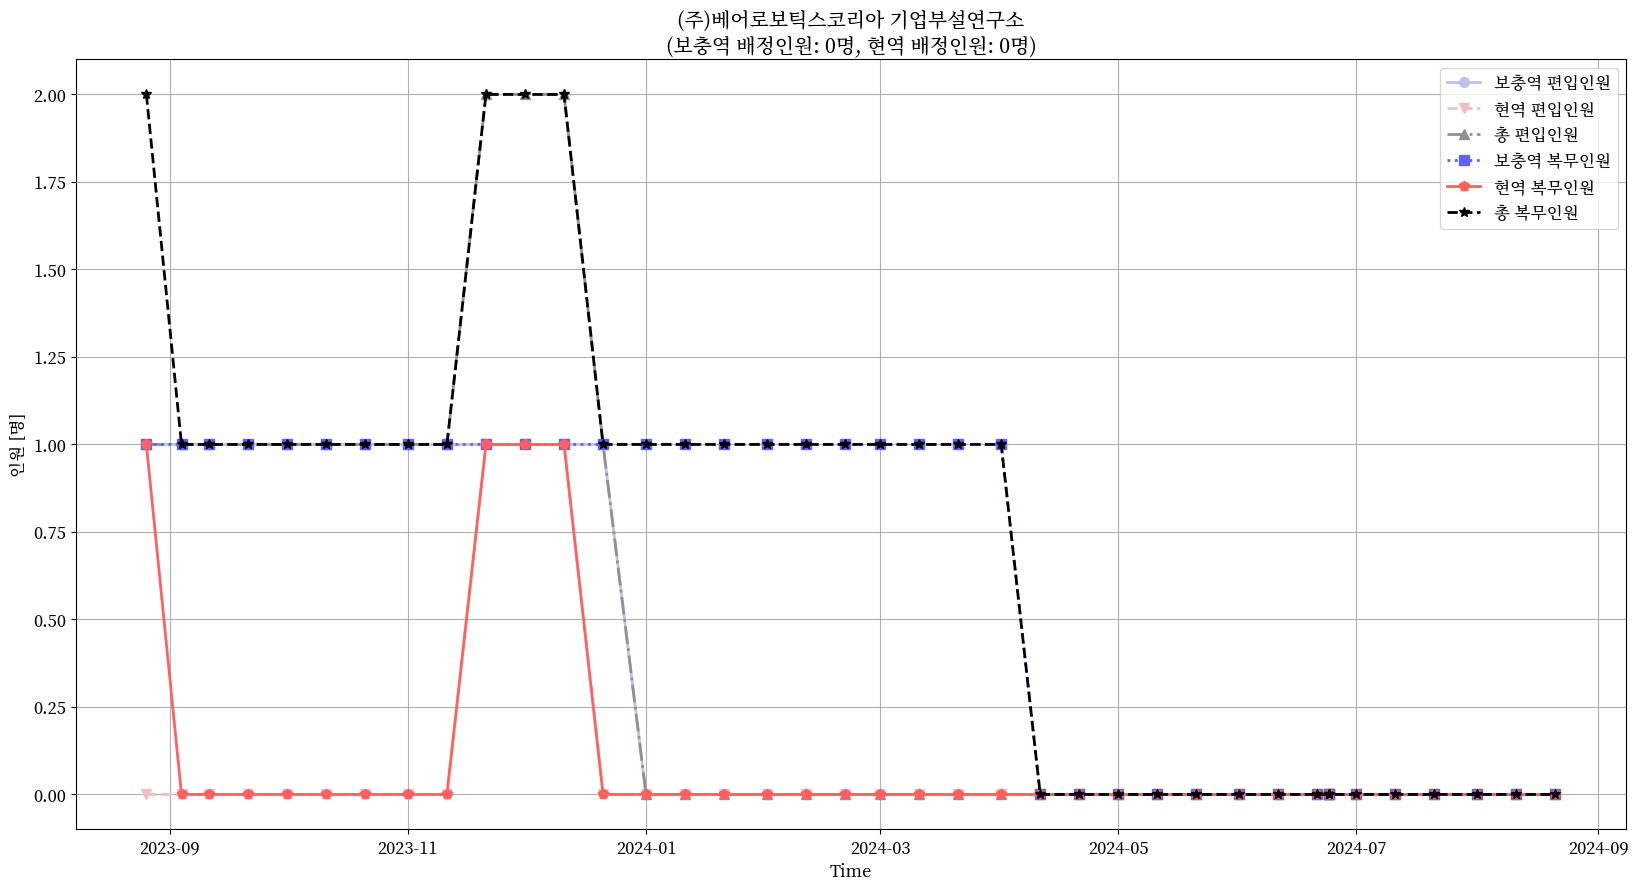 (주)베어로보틱스코리아 기업부설연구소
(보충역 배정인원: 0명, 현역 배정인원: 0명)
보충역 편입인원
현역 편입인원
총 편입인원
보충역 복무인원
현역 복무인원
총 복무인원
인원 [명]
2.00
1.75
1.50
1.25
1.00
0.75
0.50
0.25
0.00
2023-09
2023-11
2024-01
2024-03
2024-05
2024-07
2024-09
Time